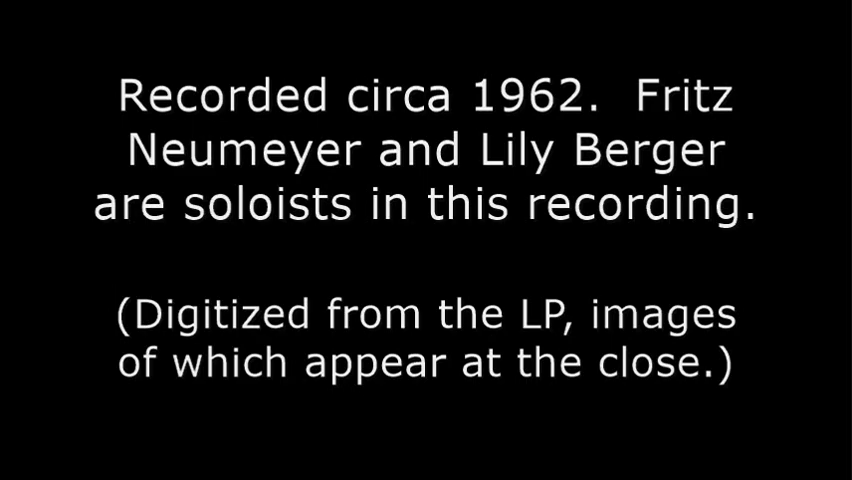 Recorded circa 1962.  Fritz
Neumeyer and Lily Berger
are soloists in this recording.
(Digitized from the LP, images
of which appear at the close.)